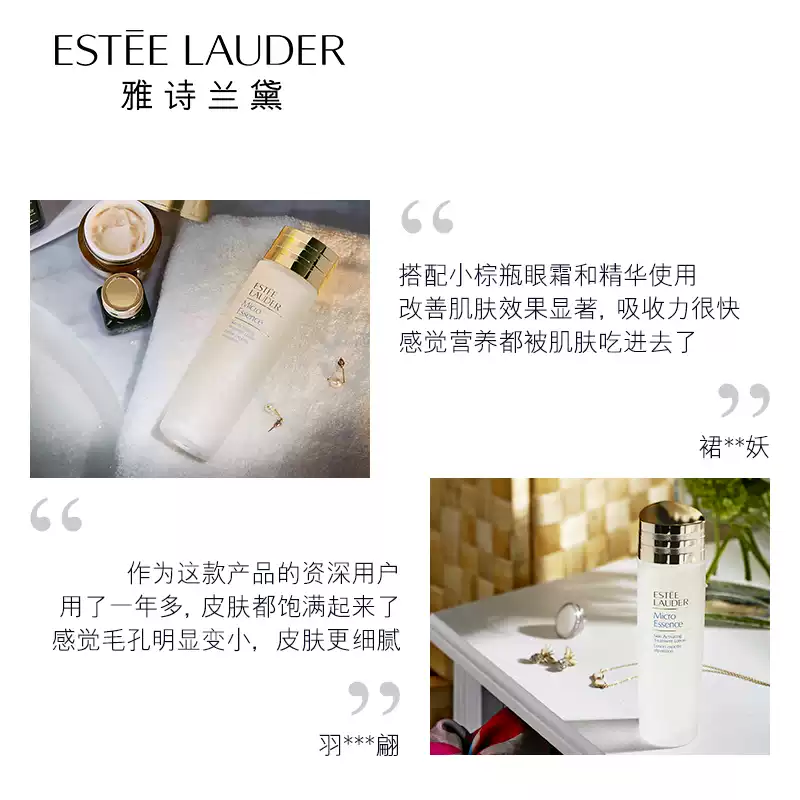 ESTĒE LAUDER
雅诗兰黛
ESTĒE
LAUDER
Micro
Essence
“
搭配小棕瓶眼霜和精华使用
改善肌肤效果显著, 吸收力很快
感觉营养都被肌肤吃进去了
”
裙**妖
“
作为这款产品的资深用户
用了一年多, 皮肤都饱满起来了
感觉毛孔明显变小, 皮肤更细腻
”
羽***翩
ESTĒE
LAUDER
Micro
Essence
Skin Activating
Treatment Lotion